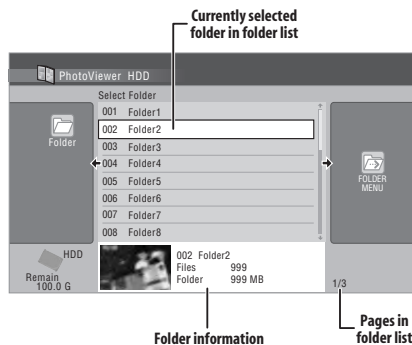 Currently selected
folder in folder list
PhotoViewer HDD
Select Folder
Folder
001 Folder1
002 Folder2
003 Folder3
004 Folder4
005 Folder5
006 Folder6
007 Folder7
008 Folder8
FOLDER
MENU
HDD
Remain
100.0 G
002 Folder2
Files 999
Folder 999 MB
1/3
Folder information
Pages in
folder list